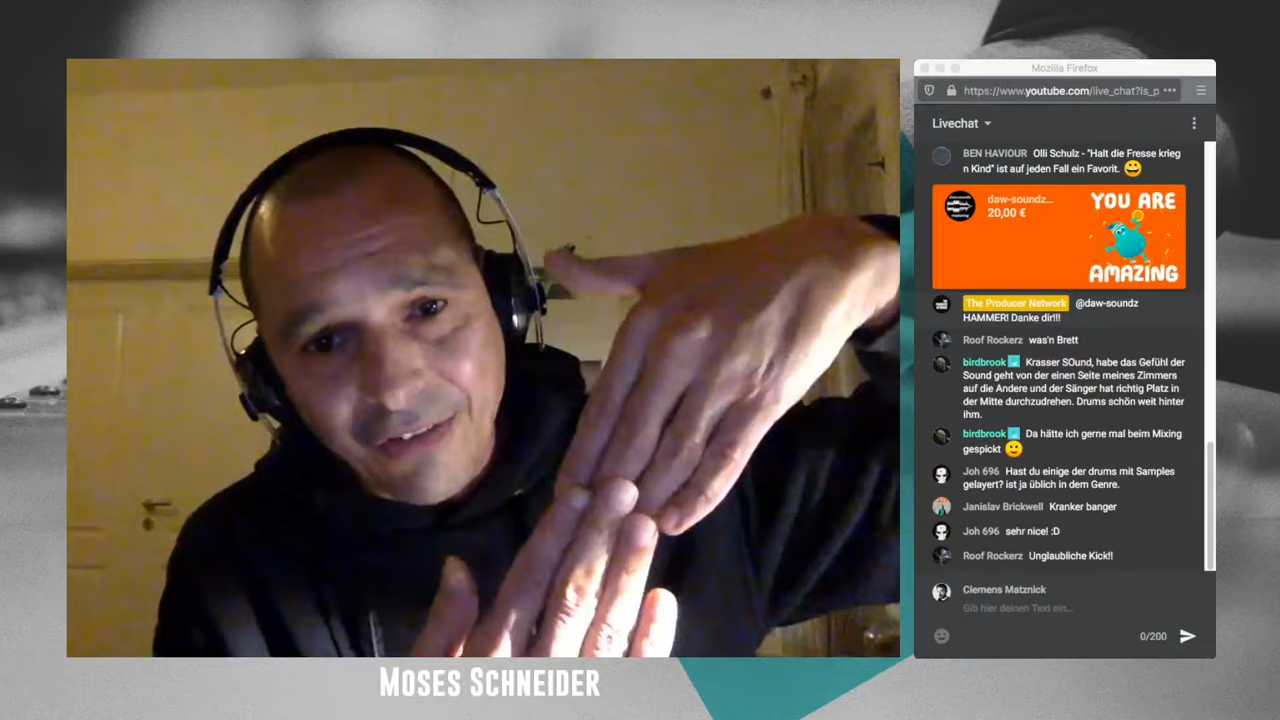 Mozilla Firefox
https://www.youtube.com/live_chat?is_p
Livechat
BEN HAVIOUR Olli Schulz - "Halt die Fresse krieg
n Kind" ist auf jeden Fall ein Favorit. 😀
daw-soundz...
20,00 €
YOU ARE
AMAZING
The Producer Network @daw-soundz
HAMMER! Danke dir!!!
Roof Rockerz was'n Brett
birdbrook Krasser SOund, habe das Gefühl der
Sound geht von der einen Seite meines Zimmers
auf die Andere und der Sänger hat richtig Platz in
der Mitte durchzudrehen. Drums schön weit hinter
ihm.
birdbrook Da hätte ich gerne mal beim Mixing
gespickt 🙂
Joh 696 Hast du einige der drums mit Samples
gelayert? ist ja üblich in dem Genre.
Janislav Brickwell Kranker banger
Joh 696 sehr nice! :D
Roof Rockerz Unglaubliche Kick!!
Clemens Matznick
Gib hier deinen Text ein...
0/200
MOSES SCHNEIDER